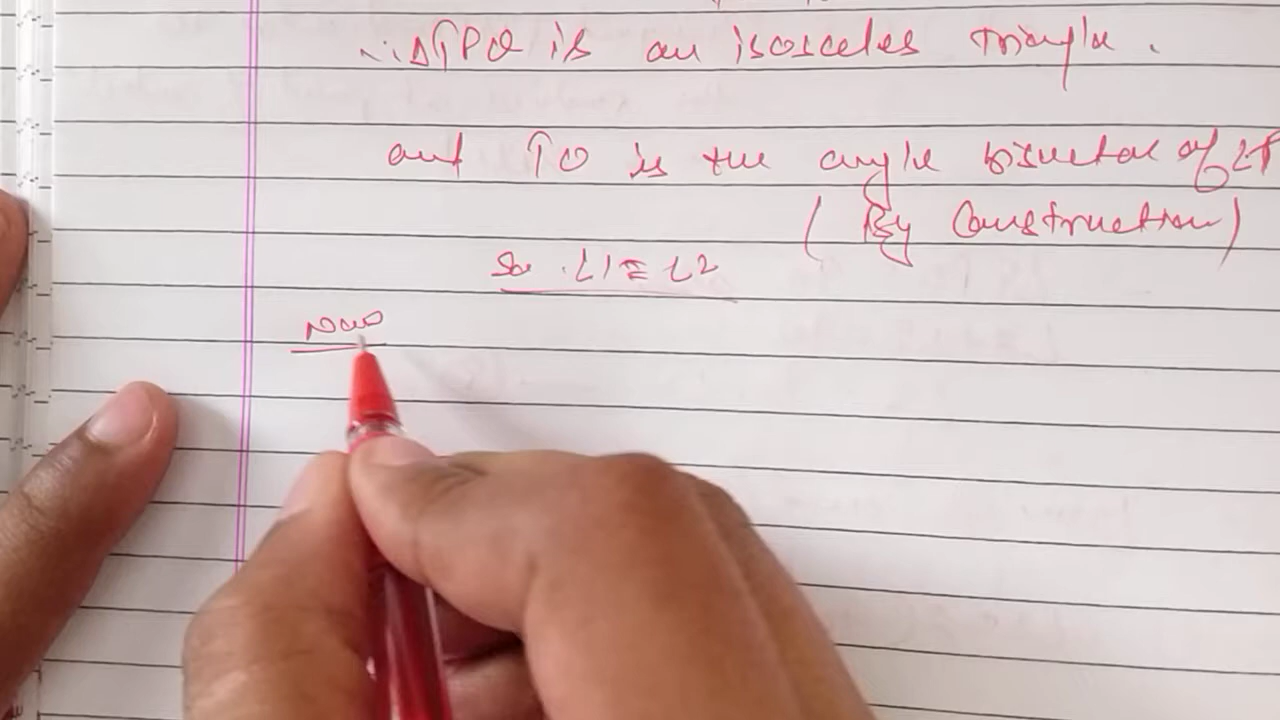 ∴ ΔTPQ is an isosceles triangle.
and TO is the angle bisector of ∠T
( By Construction )
So ∠1 ≅ ∠2
Now